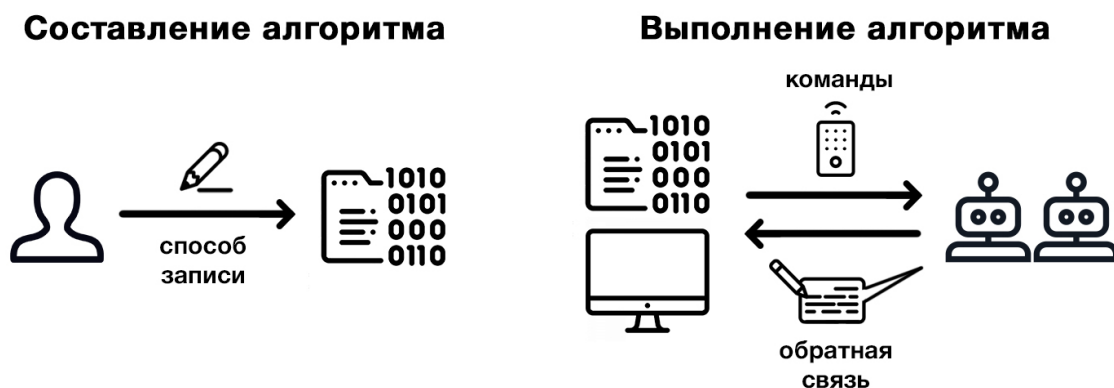 Составление алгоритма
способ
записи
1010
0101
000
0110
Выполнение алгоритма
команды
1010
0101
000
0110
обратная
связь